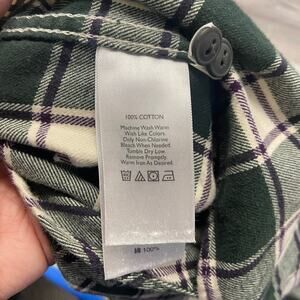 100% COTTON
Machine Wash Warm
With Like Colors.
Only Non-Chlorine
Bleach When Needed.
Tumble Dry Low.
Remove Promptly.
Warm Iron As Desired.
綿 100%